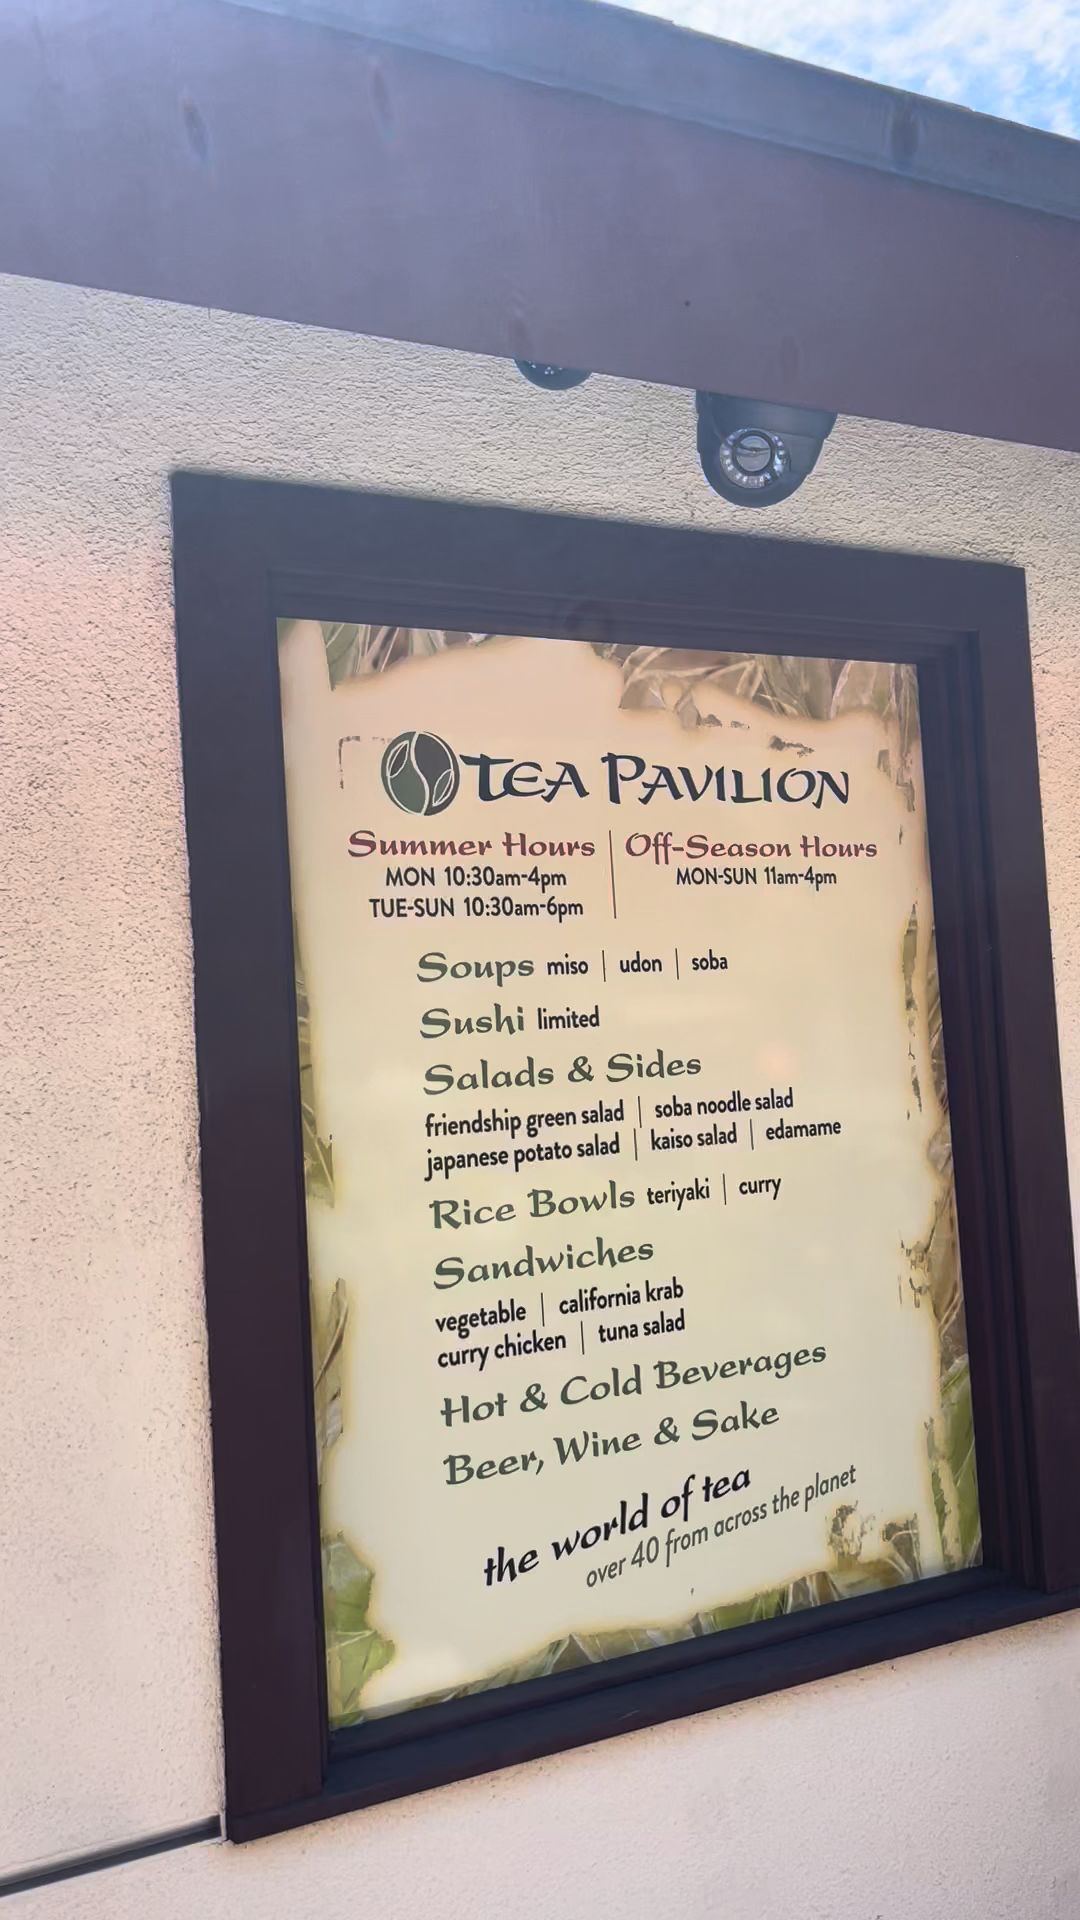 TEA PAVILION
Summer Hours | Off-Season Hours
MON 10:30am-4pm | MON-SUN 11am-4pm
TUE-SUN 10:30am-6pm
Soups miso | udon | soba
Sushi limited
Salads & Sides
friendship green salad | soba noodle salad
japanese potato salad | kaiso salad | edamame
Rice Bowls teriyaki | curry
Sandwiches
vegetable | california krab
curry chicken | tuna salad
Hot & Cold Beverages
Beer, Wine & Sake
the world of tea
over 40 from across the planet